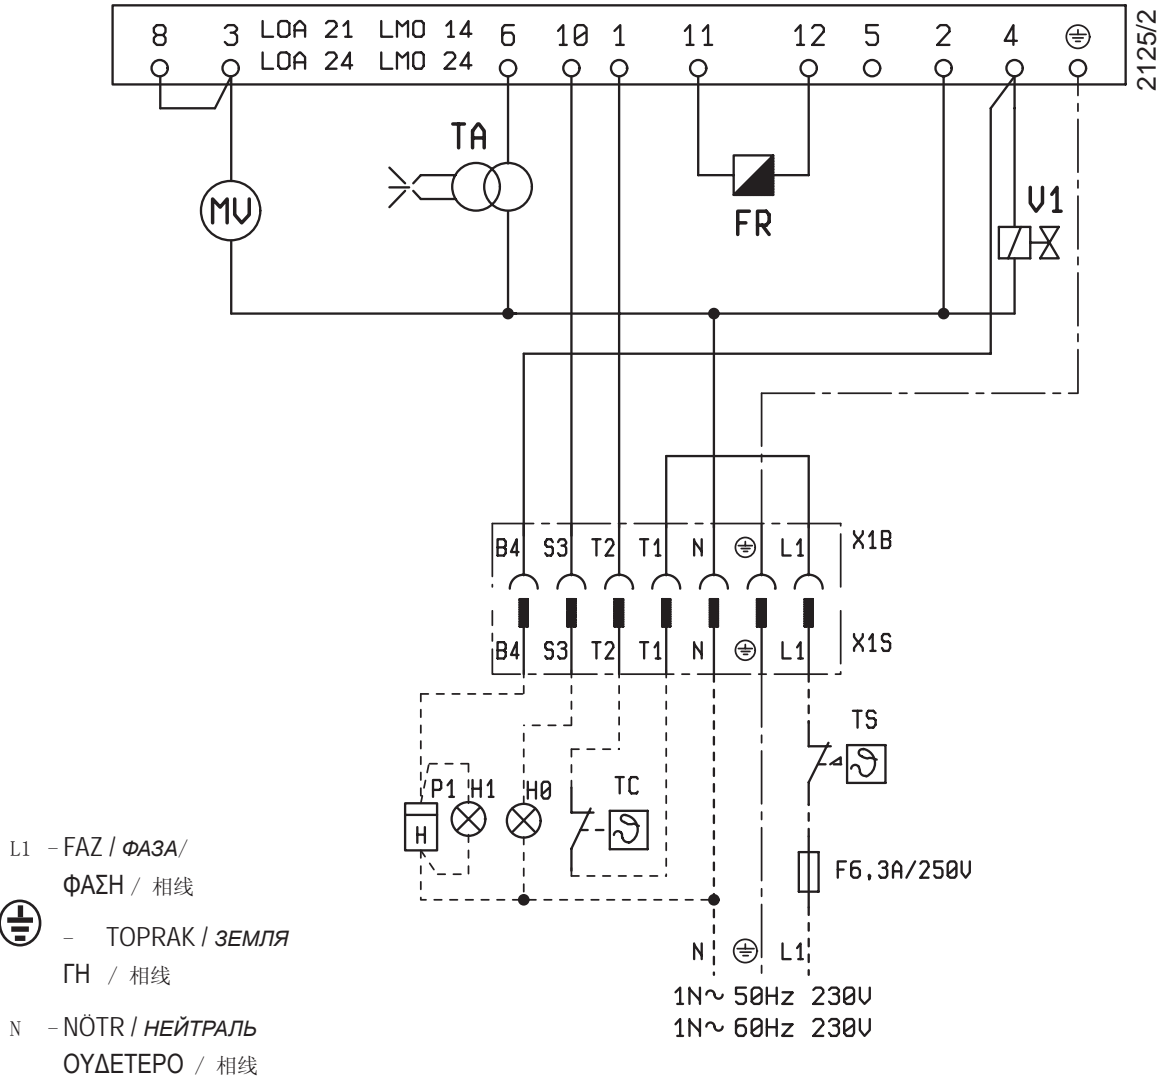 8 3 LOA 21 LMO 14 6 10 1 11 12 5 2 4
LOA 24 LMO 24
2125/2
TA
MV
FR
V1
B4 S3 T2 T1 N L1 X1B
B4 S3 T2 T1 N L1 X1S
TS
P1 H1 H0 TC
H
F6,3A/250V
N L1
1N~ 50Hz 230V
1N~ 60Hz 230V
L1 – FAZ / ФАЗА/
ΦΑΣΗ / 相线
– TOPRAK / ЗЕМЛЯ
ΓΗ / 相线
N – NÖTR / НЕЙТРАЛЬ
ΟΥΔΕΤΕΡΟ / 相线